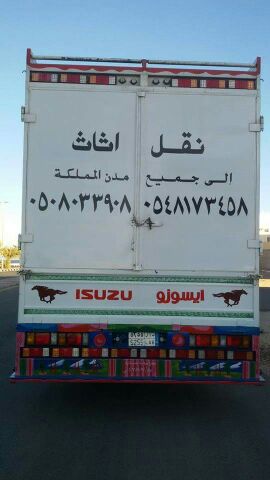 نقل اثاث
الى جميع مدن المملكة
٠٥٤٨١٧٣٤٥٨ ٠٥٠٨٠٣٣٩٠٨
ISUZU ايسوزو